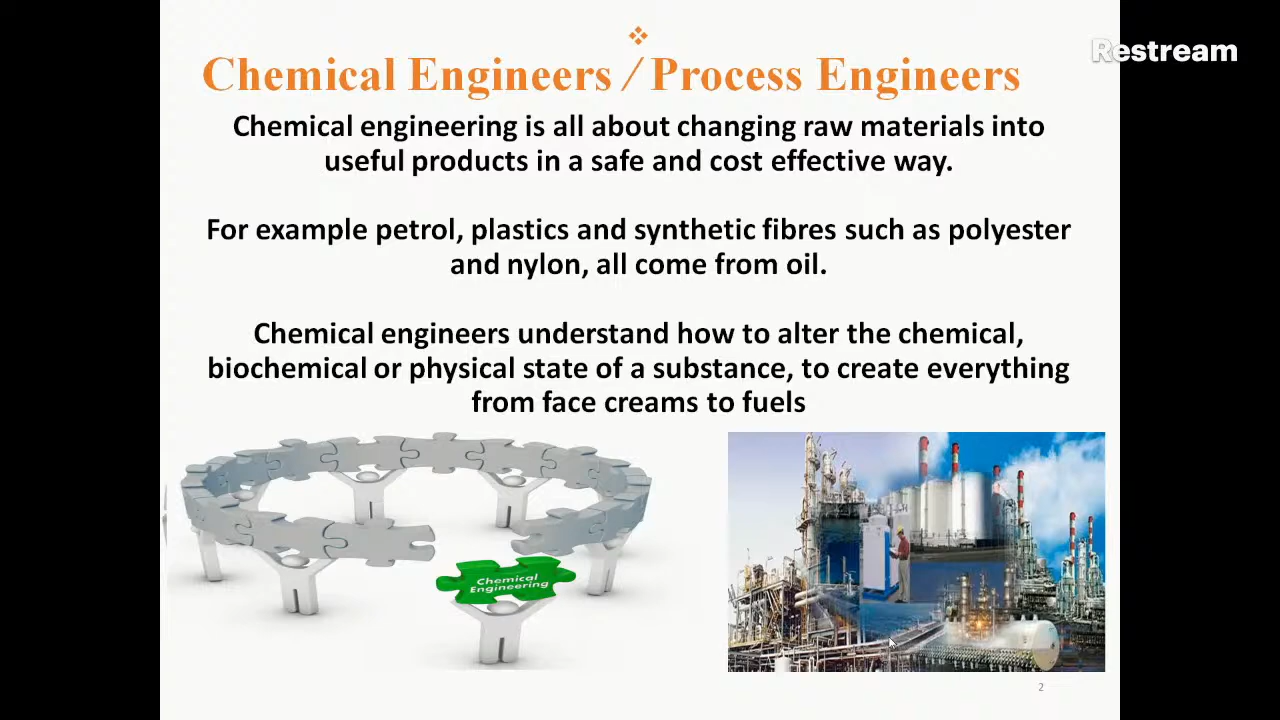 Restream
Chemical Engineers / Process Engineers
Chemical engineering is all about changing raw materials into
useful products in a safe and cost effective way.
For example petrol, plastics and synthetic fibres such as polyester
and nylon, all come from oil.
Chemical engineers understand how to alter the chemical,
biochemical or physical state of a substance, to create everything
from face creams to fuels
Chemical
Engineering
2